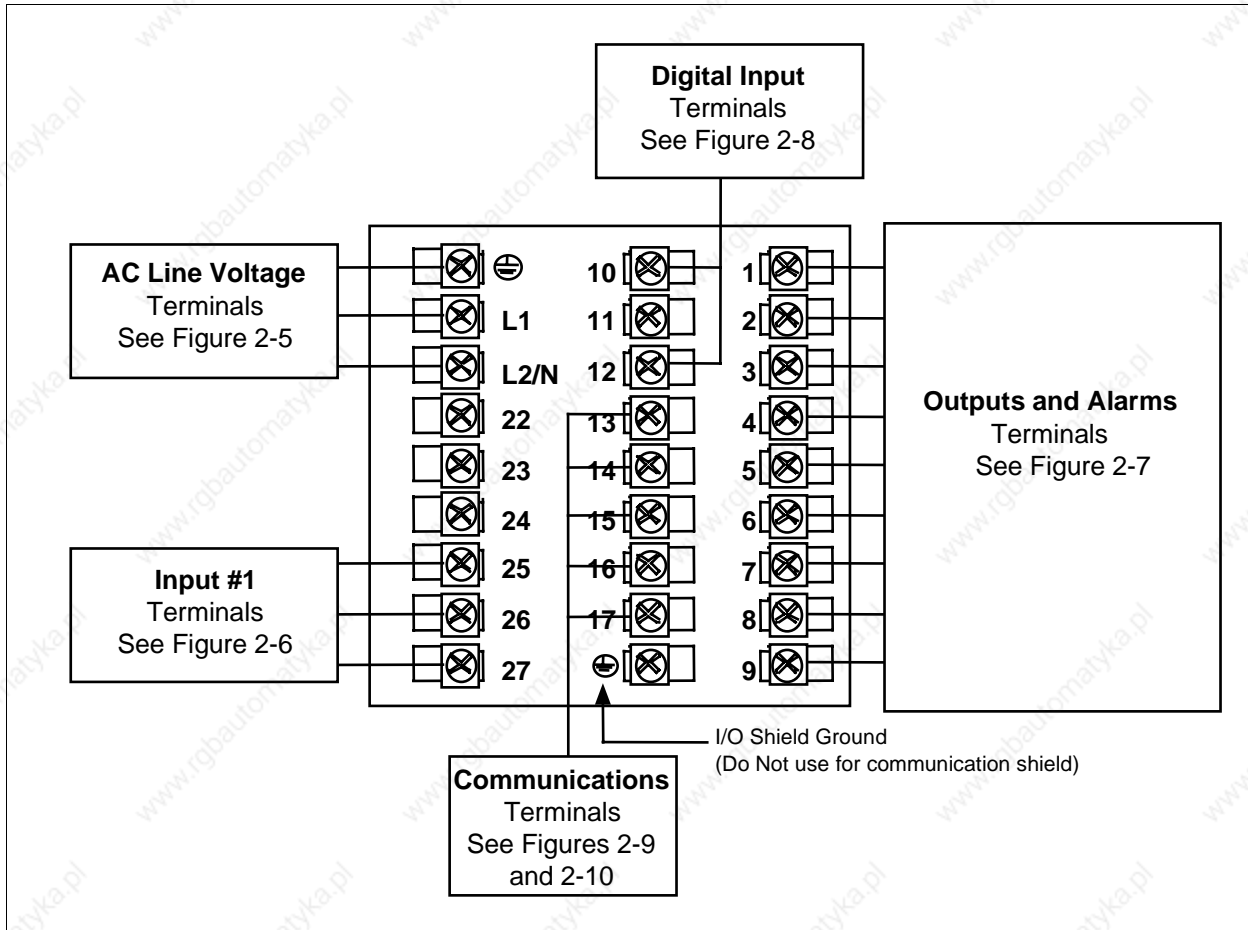 Digital Input
Terminals
See Figure 2-8
AC Line Voltage
Terminals
See Figure 2-5
L1
L2/N
22
23
24
25
26
27
10
11
12
13
14
15
16
17
1
2
3
4
5
6
7
8
9
Outputs and Alarms
Terminals
See Figure 2-7
Input #1
Terminals
See Figure 2-6
I/O Shield Ground
(Do Not use for communication shield)
Communications
Terminals
See Figures 2-9
and 2-10
www.rgbautomatyka.pl